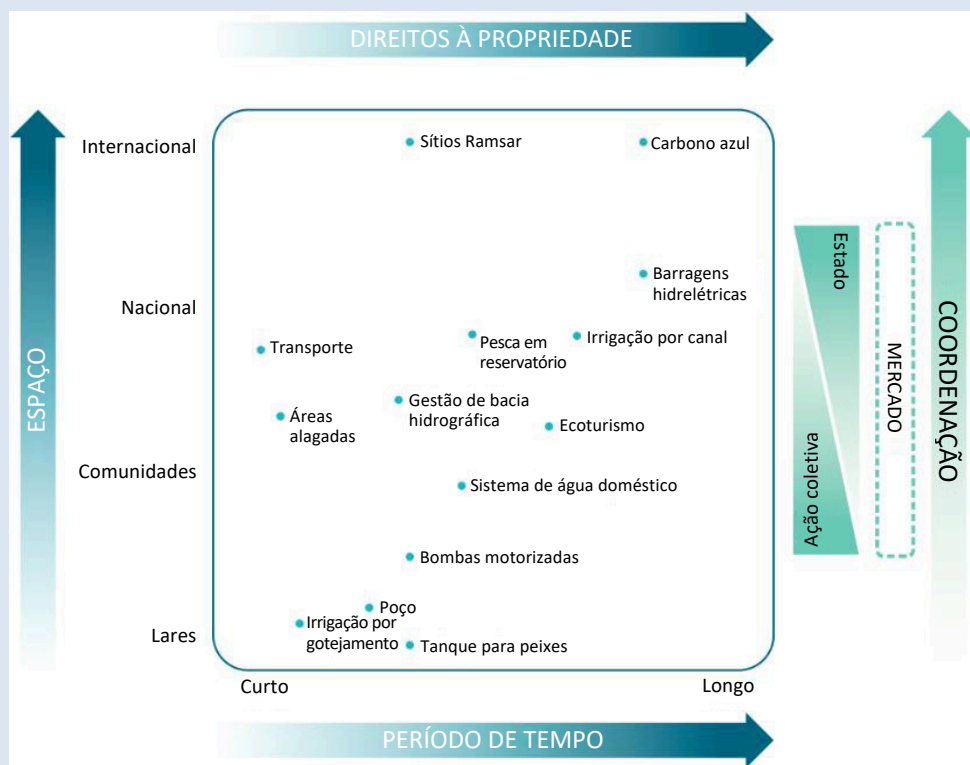 DIREITOS À PROPRIEDADE
Internacional
Sítios Ramsar
Carbono azul
Nacional
Barragens
hidrelétricas
Transporte
Pesca em
reservatório
Irrigação por canal
Áreas
alagadas
Gestão de bacia
hidrográfica
Ecoturismo
Comunidades
Sistema de água doméstico
Bombas motorizadas
Poço
Irrigação por
gotejamento
Lares
Tanque para peixes
Curto
Longo
PERÍODO DE TEMPO
ESPAÇO
Estado
Ação coletiva
MERCADO
COORDENAÇÃO